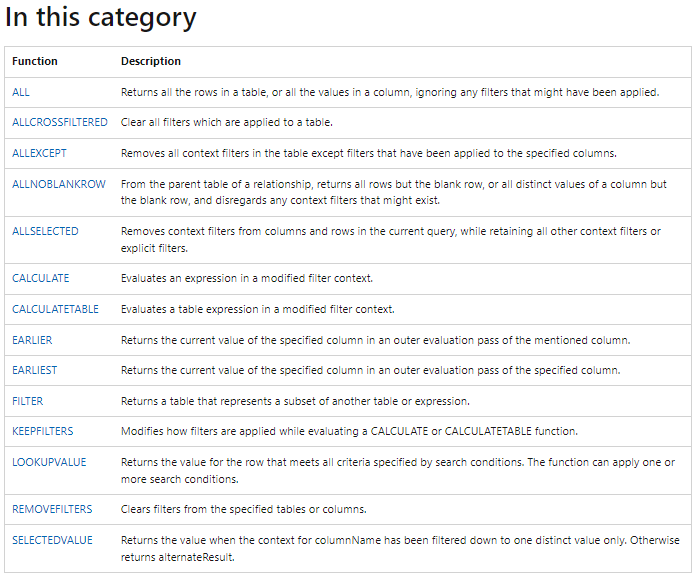 In this category
Function Description
ALL Returns all the rows in a table, or all the values in a column, ignoring any filters that might have been applied.
ALLCROSSFILTERED Clear all filters which are applied to a table.
ALLEXCEPT Removes all context filters in the table except filters that have been applied to the specified columns.
ALLNOBLANKROW From the parent table of a relationship, returns all rows but the blank row, or all distinct values of a column but
the blank row, and disregards any context filters that might exist.
ALLSELECTED Removes context filters from columns and rows in the current query, while retaining all other context filters or
explicit filters.
CALCULATE Evaluates an expression in a modified filter context.
CALCULATETABLE Evaluates a table expression in a modified filter context.
EARLIER Returns the current value of the specified column in an outer evaluation pass of the mentioned column.
EARLIEST Returns the current value of the specified column in an outer evaluation pass of the specified column.
FILTER Returns a table that represents a subset of another table or expression.
KEEPFILTERS Modifies how filters are applied while evaluating a CALCULATE or CALCULATETABLE function.
LOOKUPVALUE Returns the value for the row that meets all criteria specified by search conditions. The function can apply one or
more search conditions.
REMOVEFILTERS Clears filters from the specified tables or columns.
SELECTEDVALUE Returns the value when the context for columnName has been filtered down to one distinct value only. Otherwise
returns alternateResult.